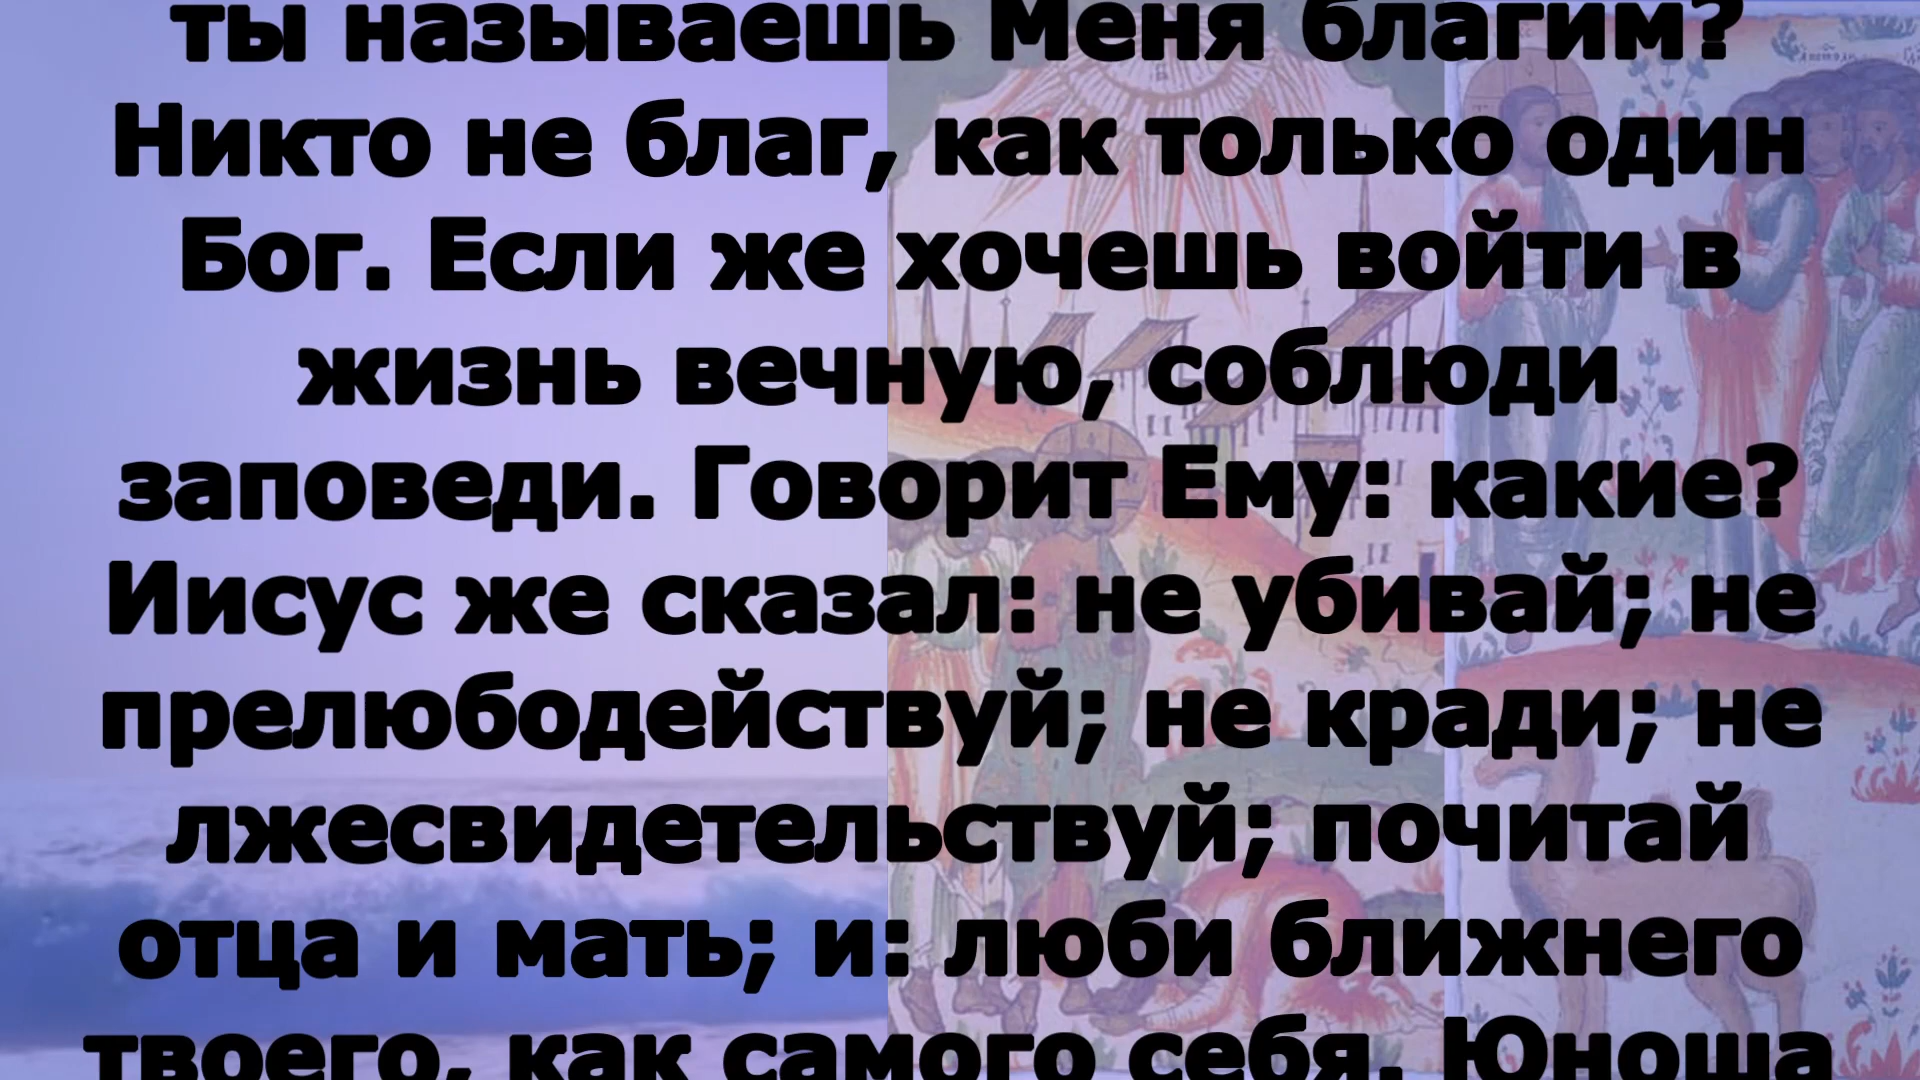 ты называешь Меня благим?
Никто не благ, как только один
Бог. Если же хочешь войти в
жизнь вечную, соблюди
заповеди. Говорит Ему: какие?
Иисус же сказал: не убивай; не
прелюбодействуй; не кради; не
лжесвидетельствуй; почитай
отца и мать; и: люби ближнего
твоего, как самого себя. Юноша